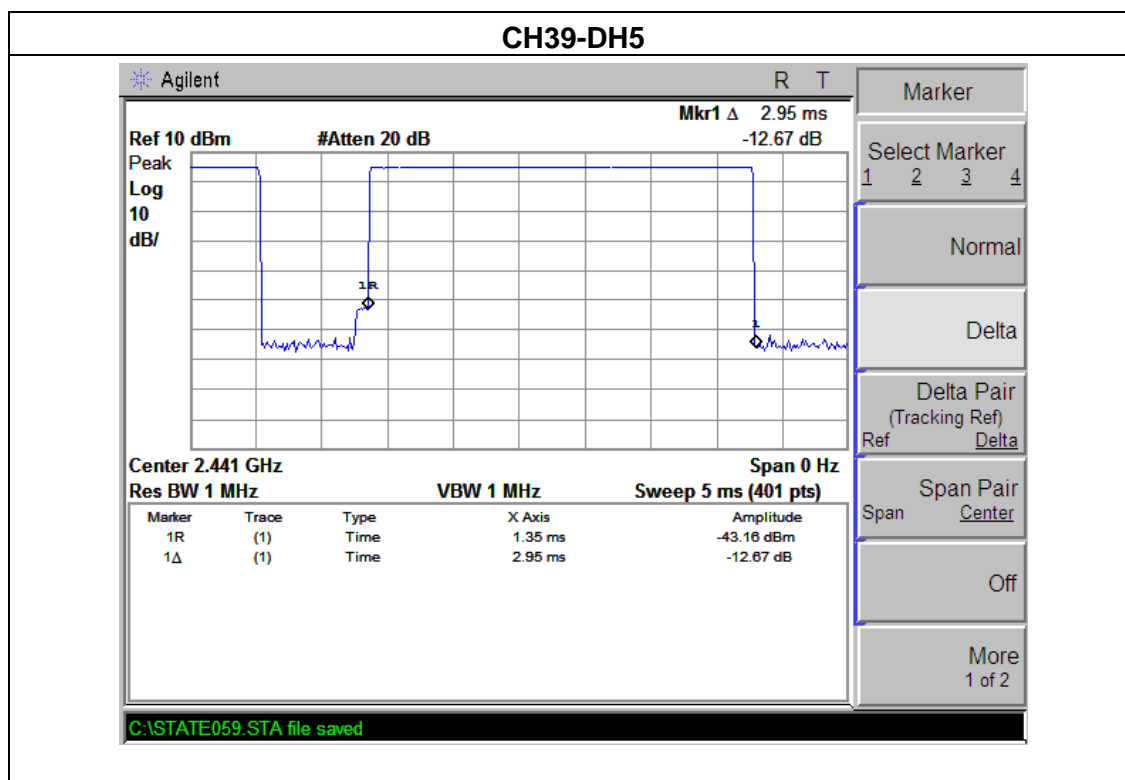 CH39-DH5
Agilent R T
Mkr1 Δ 2.95 ms
Ref 10 dBm #Atten 20 dB -12.67 dB
Peak
Log
10
dB/
1R
1
Center 2.441 GHz Span 0 Hz
Res BW 1 MHz VBW 1 MHz Sweep 5 ms (401 pts)
Marker Trace Type X Axis Amplitude
1R (1) Time 1.35 ms -43.16 dBm
1Δ (1) Time 2.95 ms -12.67 dB
C:\STATE059.STA file saved
Marker
Select Marker
1 2 3 4
Normal
Delta
Delta Pair
(Tracking Ref)
Ref Delta
Span Pair
Span Center
Off
More
1 of 2